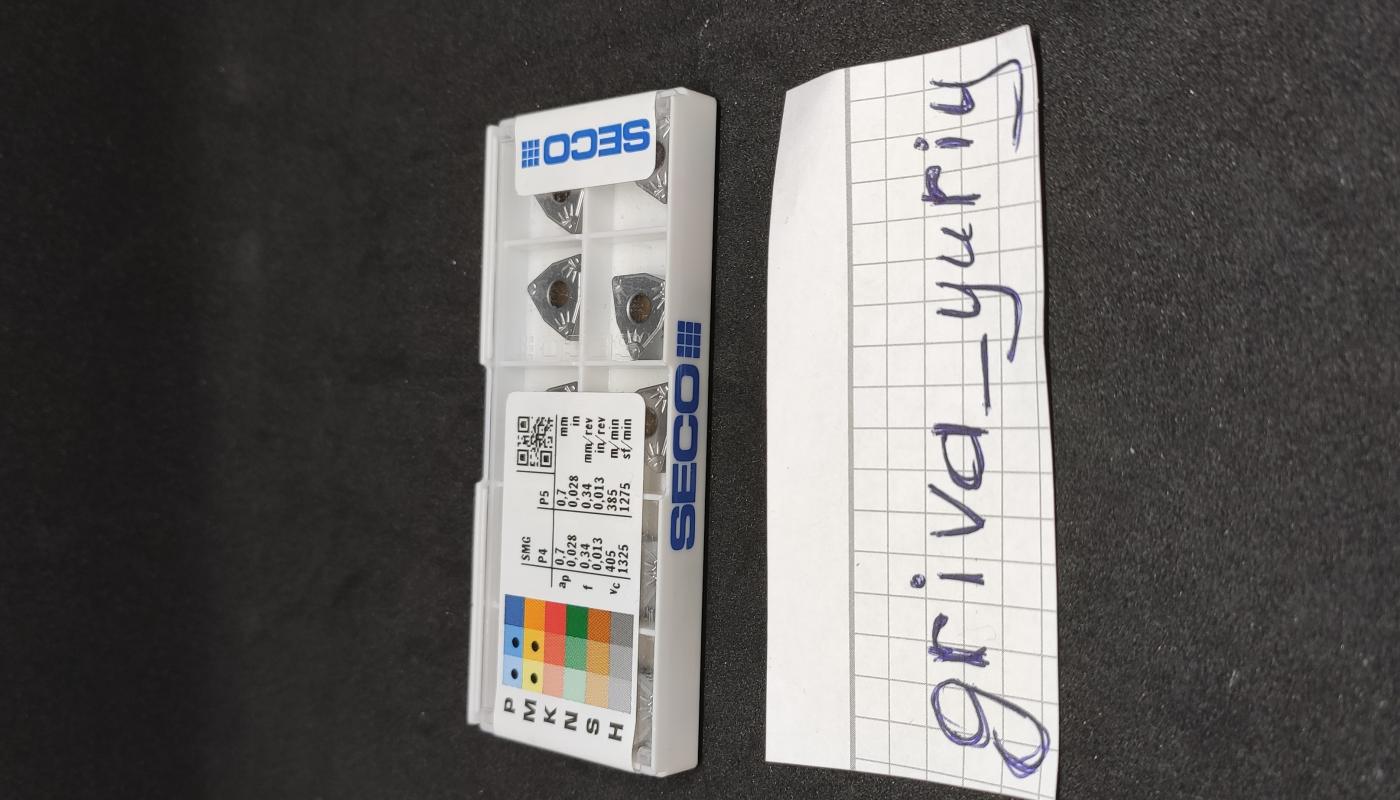 SECO
SECO
SMG
P4 P5
ap 0,7 0,7 mm
0,028 0,028 in
f 0,34 0,34 mm/rev
0,013 0,013 in/rev
vc 405 385 m/min
1325 1275 sf/min
P
M
K
N
S
H
griva_yuriy